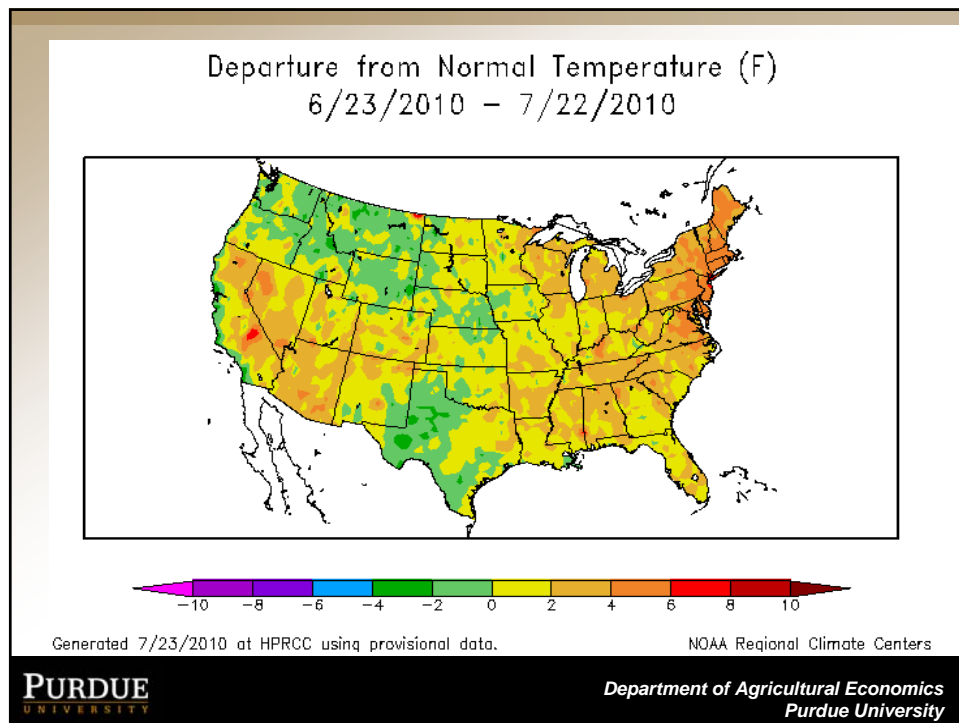 Departure from Normal Temperature (F)
6/23/2010 – 7/22/2010
-10 -8 -6 -4 -2 0 2 4 6 8 10
Generated 7/23/2010 at HPRCC using provisional data.
NOAA Regional Climate Centers
PURDUE
UNIVERSITY
Department of Agricultural Economics
Purdue University